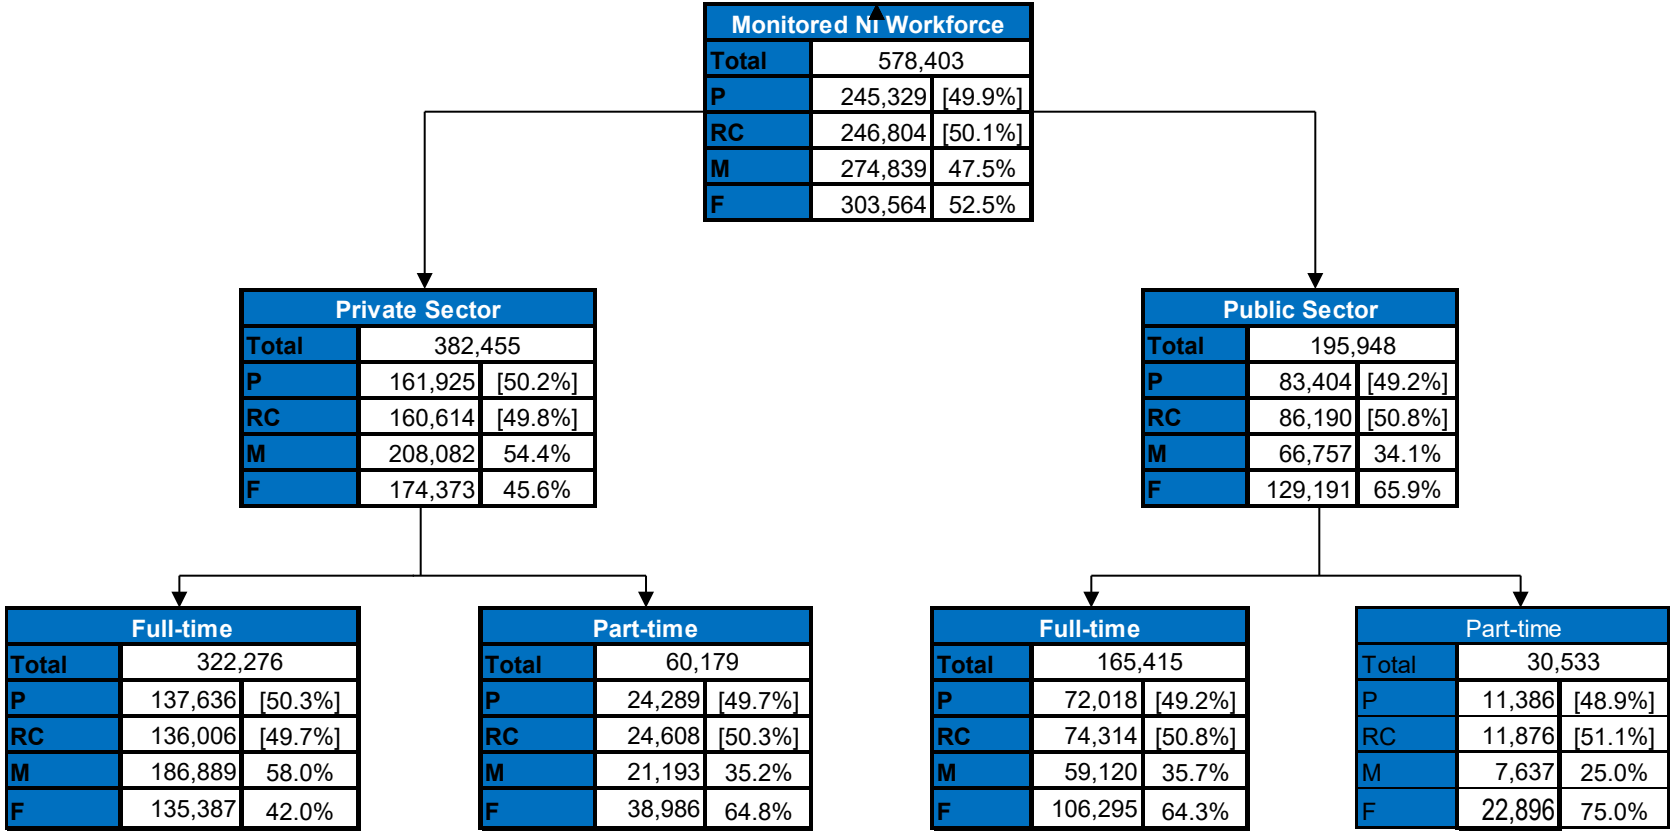 Monitored NI Workforce
Total 578,403
P 245,329 [49.9%]
RC 246,804 [50.1%]
M 274,839 47.5%
F 303,564 52.5%
Private Sector
Total 382,455
P 161,925 [50.2%]
RC 160,614 [49.8%]
M 208,082 54.4%
F 174,373 45.6%
Public Sector
Total 195,948
P 83,404 [49.2%]
RC 86,190 [50.8%]
M 66,757 34.1%
F 129,191 65.9%
Full-time
Total 322,276
P 137,636 [50.3%]
RC 136,006 [49.7%]
M 186,889 58.0%
F 135,387 42.0%
Part-time
Total 60,179
P 24,289 [49.7%]
RC 24,608 [50.3%]
M 21,193 35.2%
F 38,986 64.8%
Full-time
Total 165,415
P 72,018 [49.2%]
RC 74,314 [50.8%]
M 59,120 35.7%
F 106,295 64.3%
Part-time
Total 30,533
P 11,386 [48.9%]
RC 11,876 [51.1%]
M 7,637 25.0%
F 22,896 75.0%